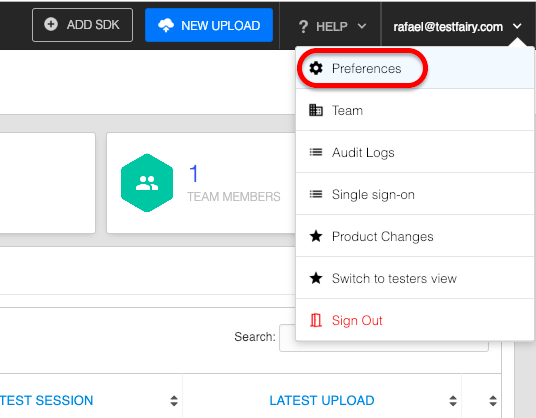 ADD SDK
NEW UPLOAD
? HELP
rafael@testfairy.com
Preferences
Team
1
TEAM MEMBERS
Audit Logs
Single sign-on
Product Changes
Switch to testers view
Sign Out
Search:
TEST SESSION
LATEST UPLOAD